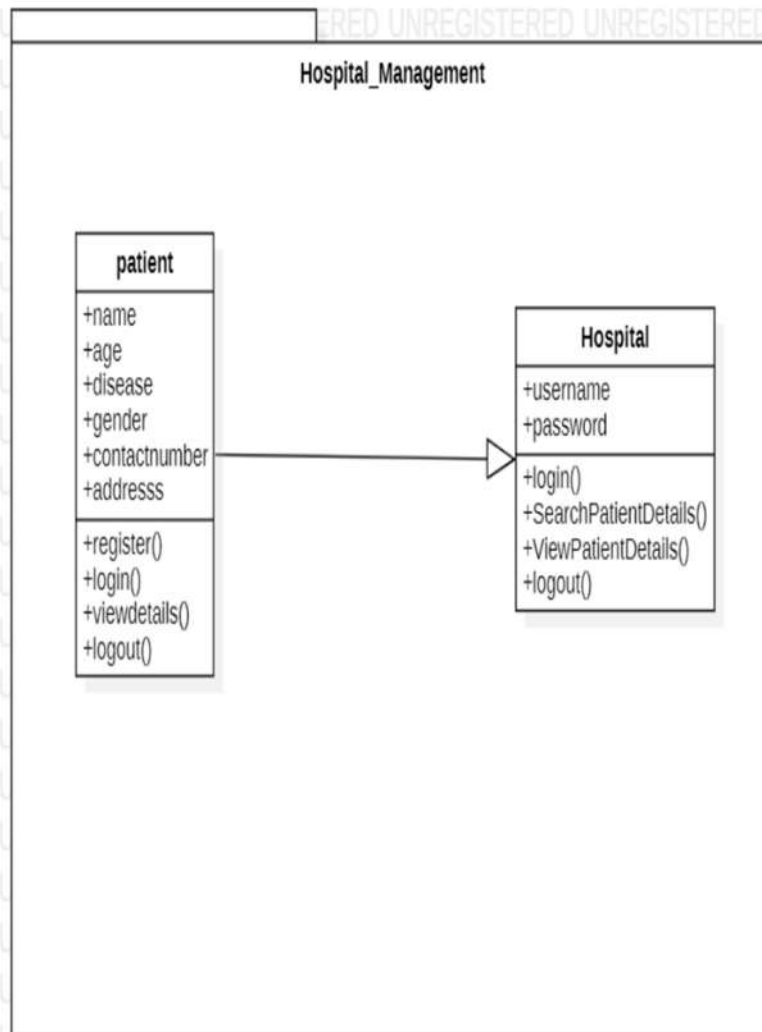 ERED UNREGISTERED UNREGISTERED
Hospital_Management
patient
+name
+age
+disease
+gender
+contactnumber
+addresss
+register()
+login()
+viewdetails()
+logout()
Hospital
+username
+password
+login()
+SearchPatientDetails()
+ViewPatientDetails()
+logout()